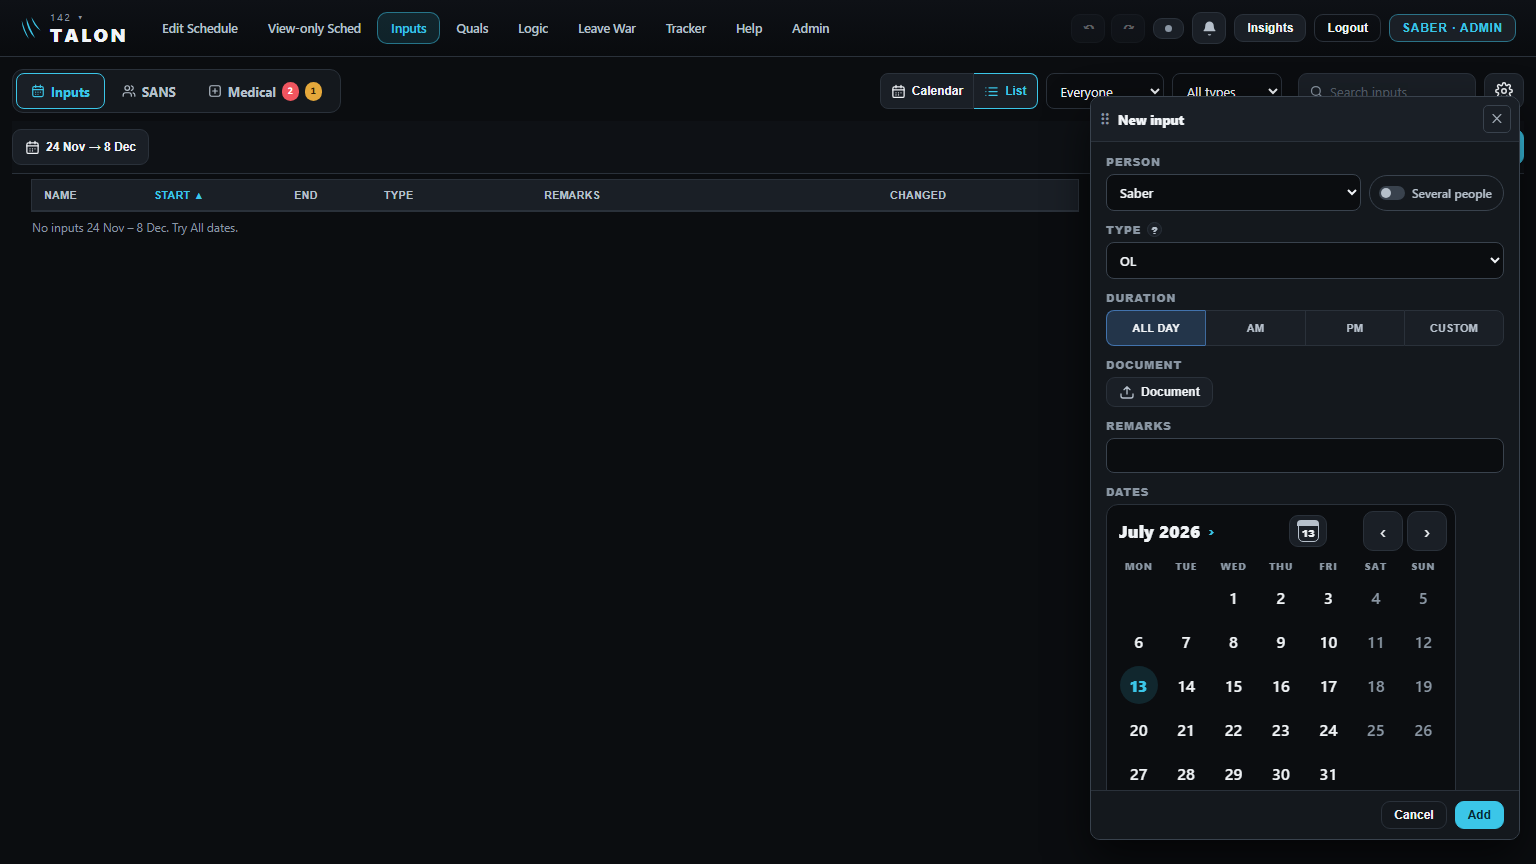 142 ▾
TALON
Edit Schedule
View-only Sched
Inputs
Quals
Logic
Leave War
Tracker
Help
Admin
Insights
Logout
SABER · ADMIN
Inputs
SANS
Medical 2 1
Calendar
List
Everyone
All types
Search inputs
24 Nov → 8 Dec
NAME START ▲ END TYPE REMARKS CHANGED
No inputs 24 Nov – 8 Dec. Try All dates.
New input
PERSON
Saber
Several people
TYPE ?
OL
DURATION
ALL DAY AM PM CUSTOM
DOCUMENT
Document
REMARKS
DATES
July 2026 › 13 ‹ ›
MON TUE WED THU FRI SAT SUN
1 2 3 4 5
6 7 8 9 10 11 12
13 14 15 16 17 18 19
20 21 22 23 24 25 26
27 28 29 30 31
Cancel Add